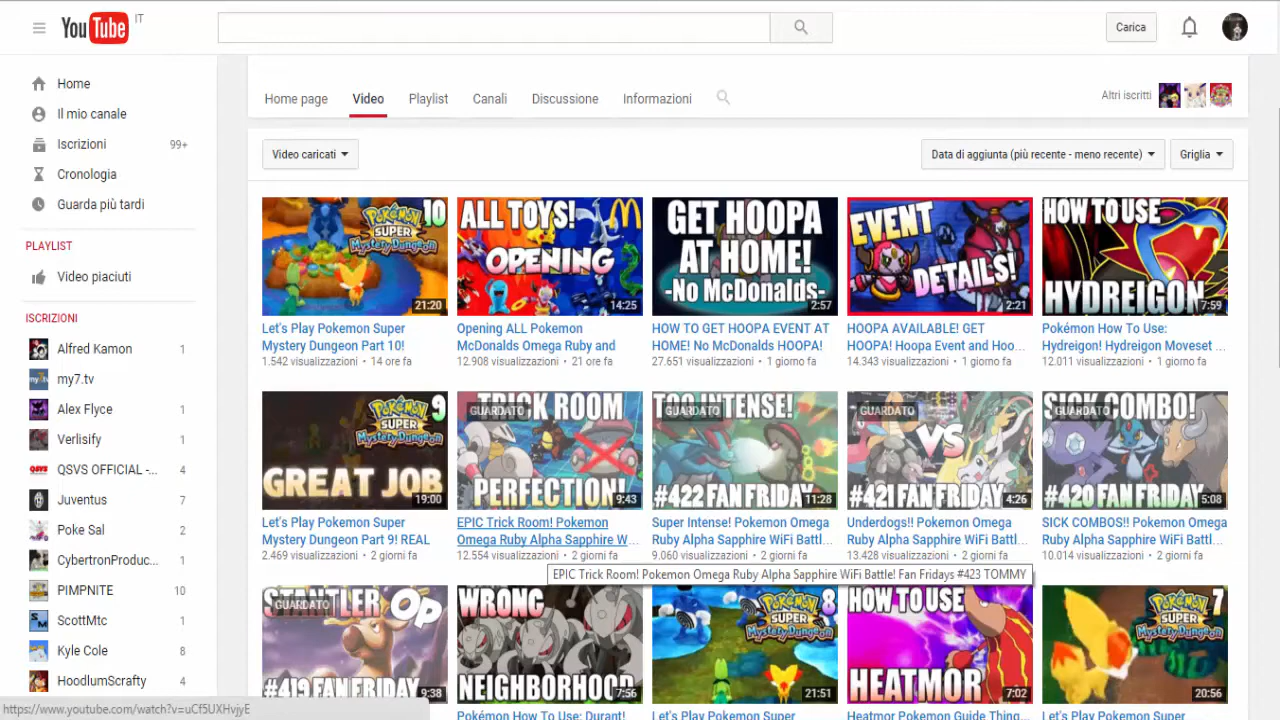 YouTube IT
Carica
Home
Il mio canale
Iscrizioni 99+
Cronologia
Guarda più tardi
PLAYLIST
Video piaciuti
ISCRIZIONI
Alfred Kamon 1
my7.tv
Alex Flyce 1
Verlisify 1
QSVS OFFICIAL -... 4
Juventus 7
Poke Sal 2
CybertronProduc... 1
PIMPNITE 10
ScottMtc 1
Kyle Cole 8
HoodlumScrafty 4
Home page Video Playlist Canali Discussione Informazioni
Altri iscritti
Video caricati
Data di aggiunta (più recente - meno recente)
Griglia
POKÉMON 10
SUPER
Mystery Dungeon
21:20
Let's Play Pokemon Super
Mystery Dungeon Part 10!
1.542 visualizzazioni • 14 ore fa
ALL TOYS!
OPENING
14:25
Opening ALL Pokemon
McDonalds Omega Ruby and
12.908 visualizzazioni • 21 ore fa
GET HOOPA
AT HOME!
-No McDonalds-
2:57
HOW TO GET HOOPA EVENT AT
HOME! No McDonalds HOOPA!
27.651 visualizzazioni • 1 giorno fa
EVENT
DETAILS!
2:21
HOOPA AVAILABLE! GET
HOOPA! Hoopa Event and Hoo...
14.343 visualizzazioni • 1 giorno fa
HOW TO USE
HYDREIGON
7:59
Pokémon How To Use:
Hydreigon! Hydreigon Moveset ...
12.011 visualizzazioni • 1 giorno fa
POKÉMON 9
SUPER
Mystery Dungeon
GREAT JOB
19:00
Let's Play Pokemon Super
Mystery Dungeon Part 9! REAL
2.469 visualizzazioni • 2 giorni fa
GUARDATO
TRICK ROOM
PERFECTION!
9:43
EPIC Trick Room! Pokemon
Omega Ruby Alpha Sapphire W...
12.554 visualizzazioni • 2 giorni fa
GUARDATO
TOO INTENSE!
#422 FAN FRIDAY
11:28
Super Intense! Pokemon Omega
Ruby Alpha Sapphire WiFi Battl...
9.060 visualizzazioni • 2 giorni fa
GUARDATO
VS
#421 FAN FRIDAY
4:26
Underdogs!! Pokemon Omega
Ruby Alpha Sapphire WiFi Battl...
13.428 visualizzazioni • 2 giorni fa
GUARDATO
SICK COMBO!
#420 FAN FRIDAY
5:08
SICK COMBOS!! Pokemon Omega
Ruby Alpha Sapphire WiFi Battl...
10.014 visualizzazioni • 2 giorni fa
EPIC Trick Room! Pokemon Omega Ruby Alpha Sapphire WiFi Battle! Fan Fridays #423 TOMMY
GUARDATO
STANTLER OP
#419 FAN FRIDAY
9:38
WRONG
NEIGHBORHOOD
7:56
Pokémon How To Use: Durant!
POKÉMON 8
SUPER
Mystery Dungeon
21:51
Let's Play Pokemon Super
HOW TO USE
HEATMOR
7:02
Heatmor Pokemon Guide Thing...
POKÉMON 7
SUPER
Mystery Dungeon
20:56
Let's Play Pokemon Super
https://www.youtube.com/watch?v=uCf5UXHvjyE